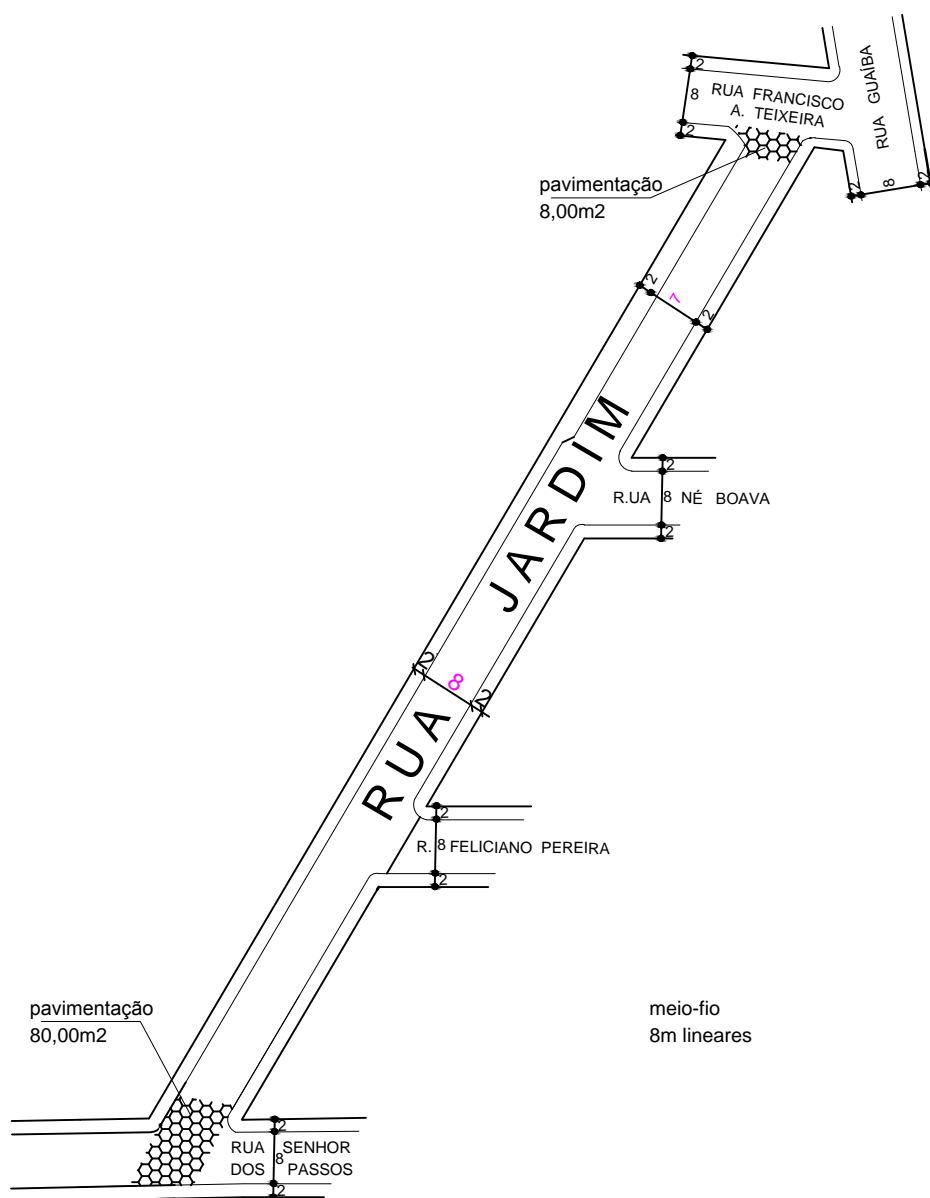 2
8
2
RUA FRANCISCO
A. TEIXEIRA
RUA GUAÍBA
2
8
2
pavimentação
8,00m2
2
7
2
RUA JARDIM
2
R.UA 8 NÉ BOAVA
2
2
8
2
2
R. 8 FELICIANO PEREIRA
2
pavimentação
80,00m2
meio-fio
8m lineares
2
RUA SENHOR
8
DOS PASSOS
2